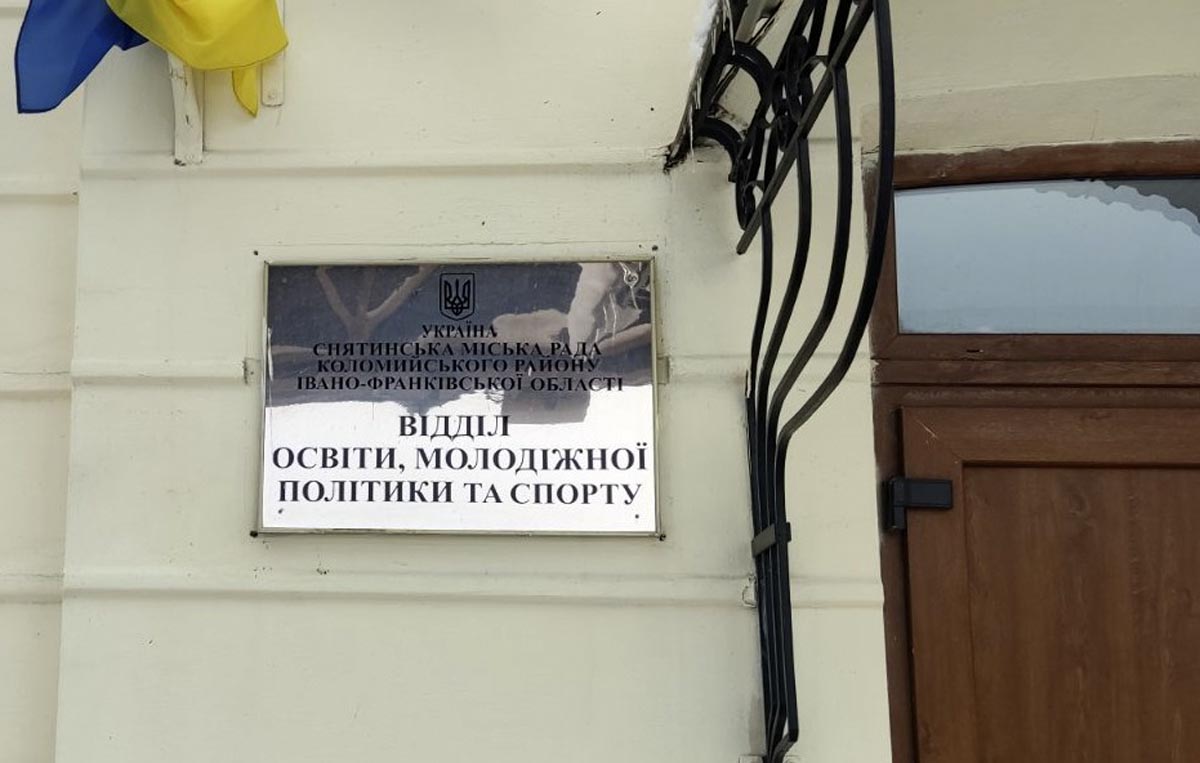 УКРАЇНА
СНЯТИНСЬКА МІСЬКА РАДА
КОЛОМИЙСЬКОГО РАЙОНУ
ІВАНО-ФРАНКІВСЬКОЇ ОБЛАСТІ
ВІДДІЛ
ОСВІТИ, МОЛОДІЖНОЇ
ПОЛІТИКИ ТА СПОРТУ